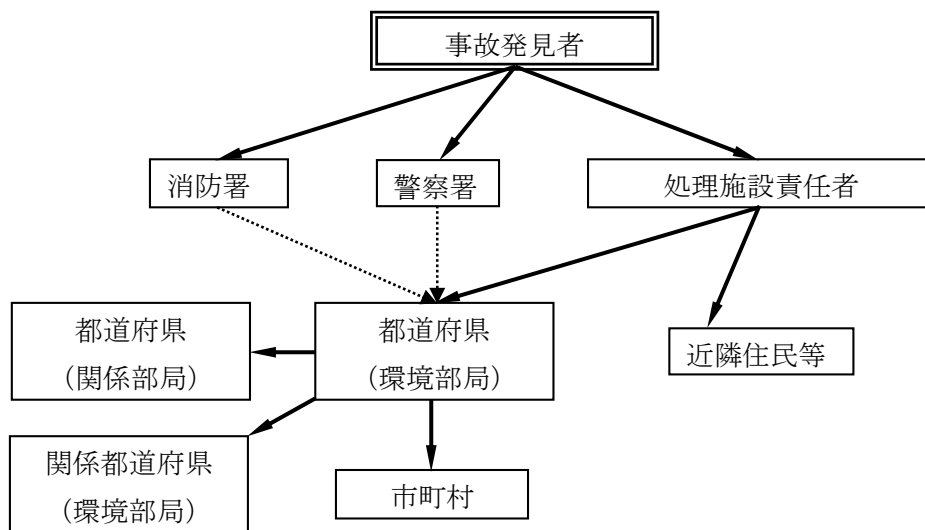 事故発見者
消防署
警察署
処理施設責任者
都道府県
（関係部局）
都道府県
（環境部局）
近隣住民等
関係都道府県
（環境部局）
市町村